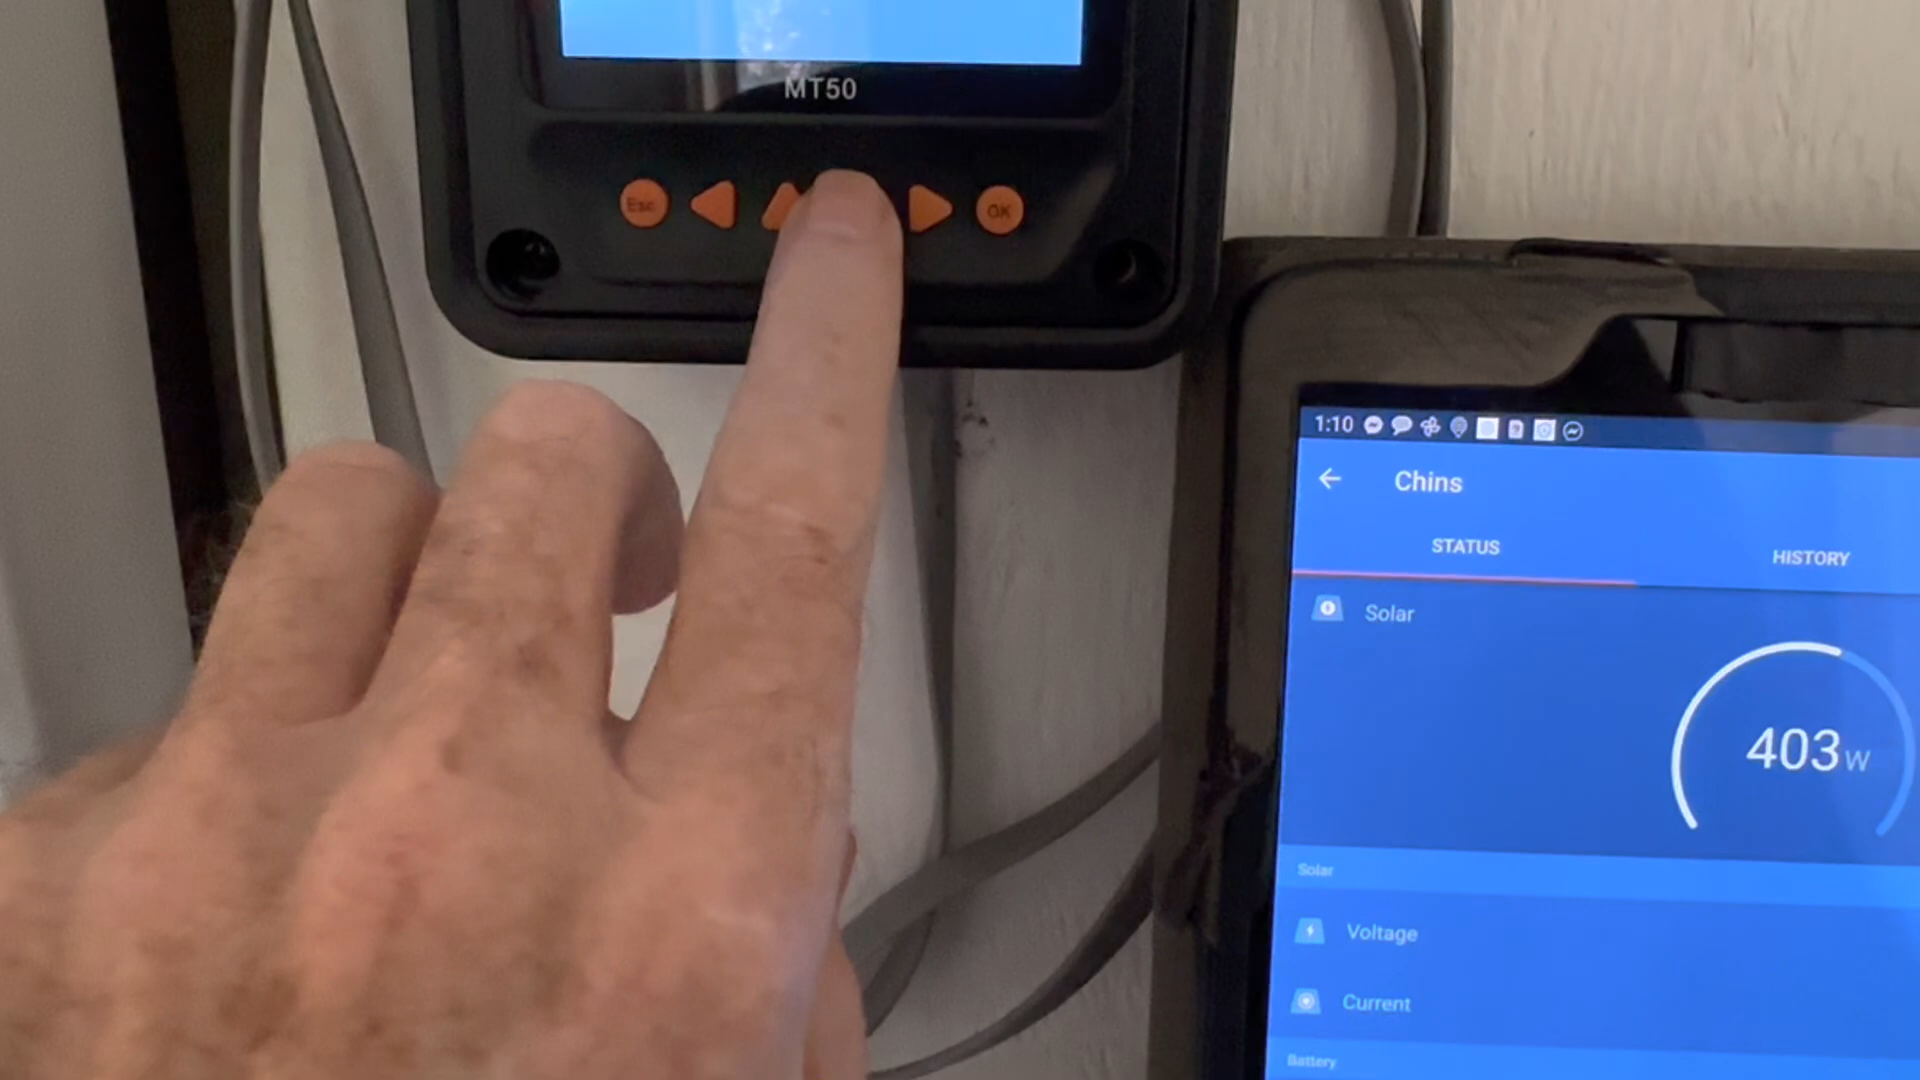 MT50
Esc
OK
1:10
Chins
STATUS
HISTORY
Solar
403W
Solar
Voltage
Current
Battery